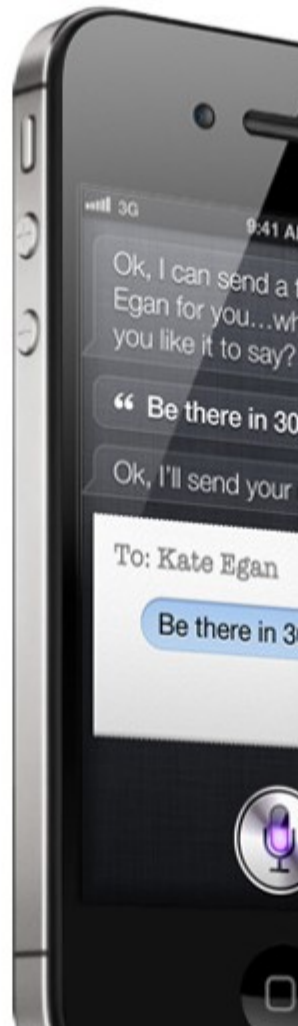 3G
9:41 A
Ok, I can send a
Egan for you...wh
you like it to say?
“ Be there in 30
Ok, I'll send your
To: Kate Egan
Be there in 30